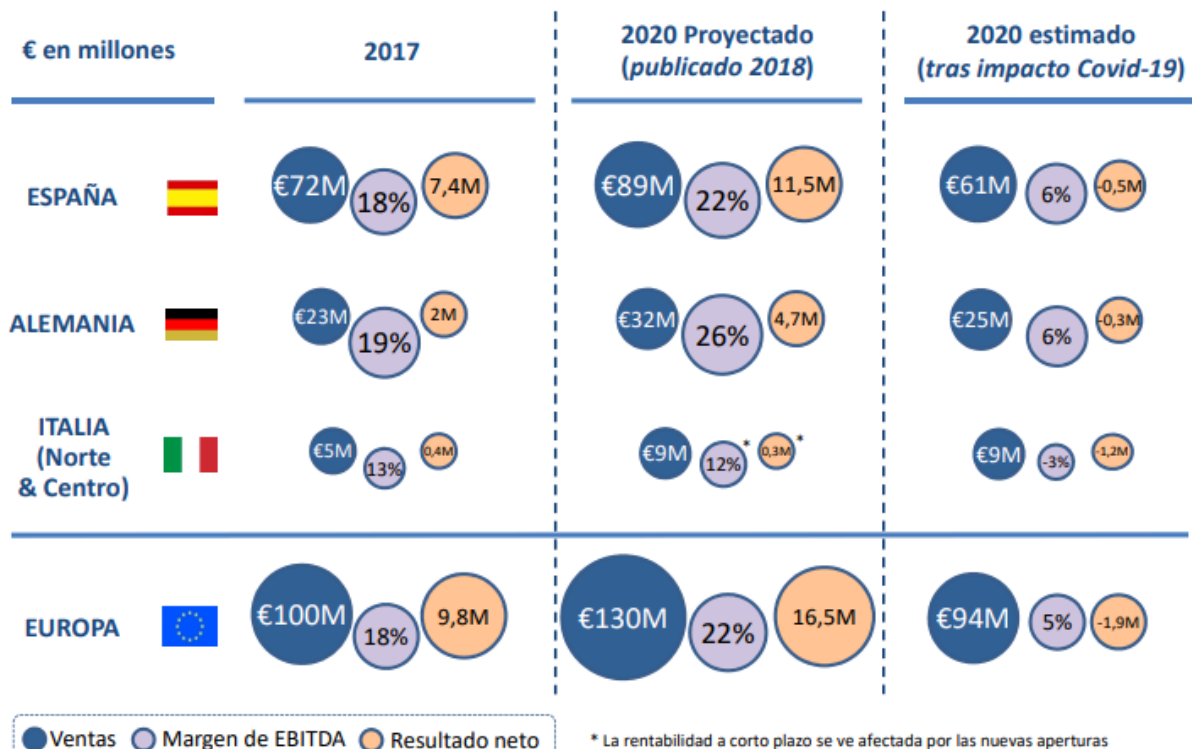 € en millones
2017
2020 Proyectado
(publicado 2018)
2020 estimado
(tras impacto Covid-19)
ESPAÑA
€72M
18%
7,4M
€89M
22%
11,5M
€61M
6%
-0,5M
ALEMANIA
€23M
19%
2M
€32M
26%
4,7M
€25M
6%
-0,3M
ITALIA
(Norte
& Centro)
€5M
13%
0,4M
€9M
12%
*
0,3M
*
€9M
-3%
-1,2M
EUROPA
€100M
18%
9,8M
€130M
22%
16,5M
€94M
5%
-1,9M
Ventas Margen de EBITDA Resultado neto
* La rentabilidad a corto plazo se ve afectada por las nuevas aperturas